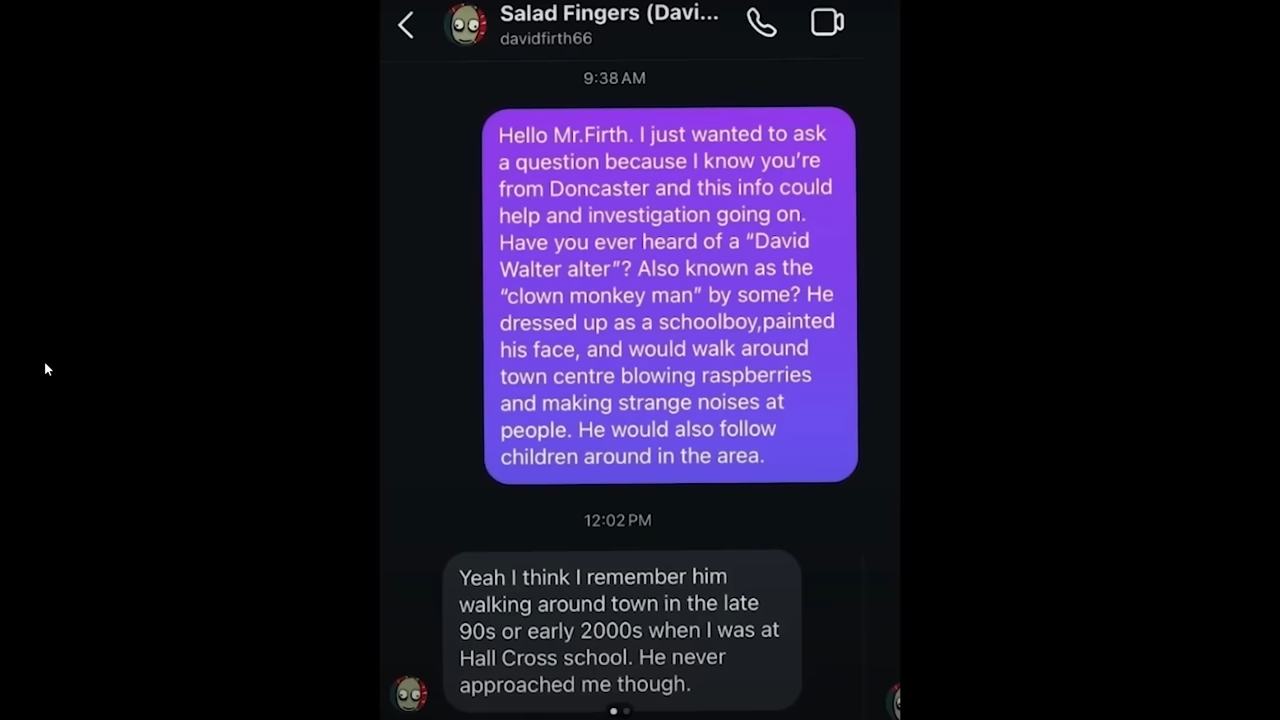 Salad Fingers (Davi...
davidfirth66
9:38 AM
Hello Mr.Firth. I just wanted to ask
a question because I know you're
from Doncaster and this info could
help and investigation going on.
Have you ever heard of a “David
Walter alter”? Also known as the
“clown monkey man” by some? He
dressed up as a schoolboy,painted
his face, and would walk around
town centre blowing raspberries
and making strange noises at
people. He would also follow
children around in the area.
12:02 PM
Yeah I think I remember him
walking around town in the late
90s or early 2000s when I was at
Hall Cross school. He never
approached me though.